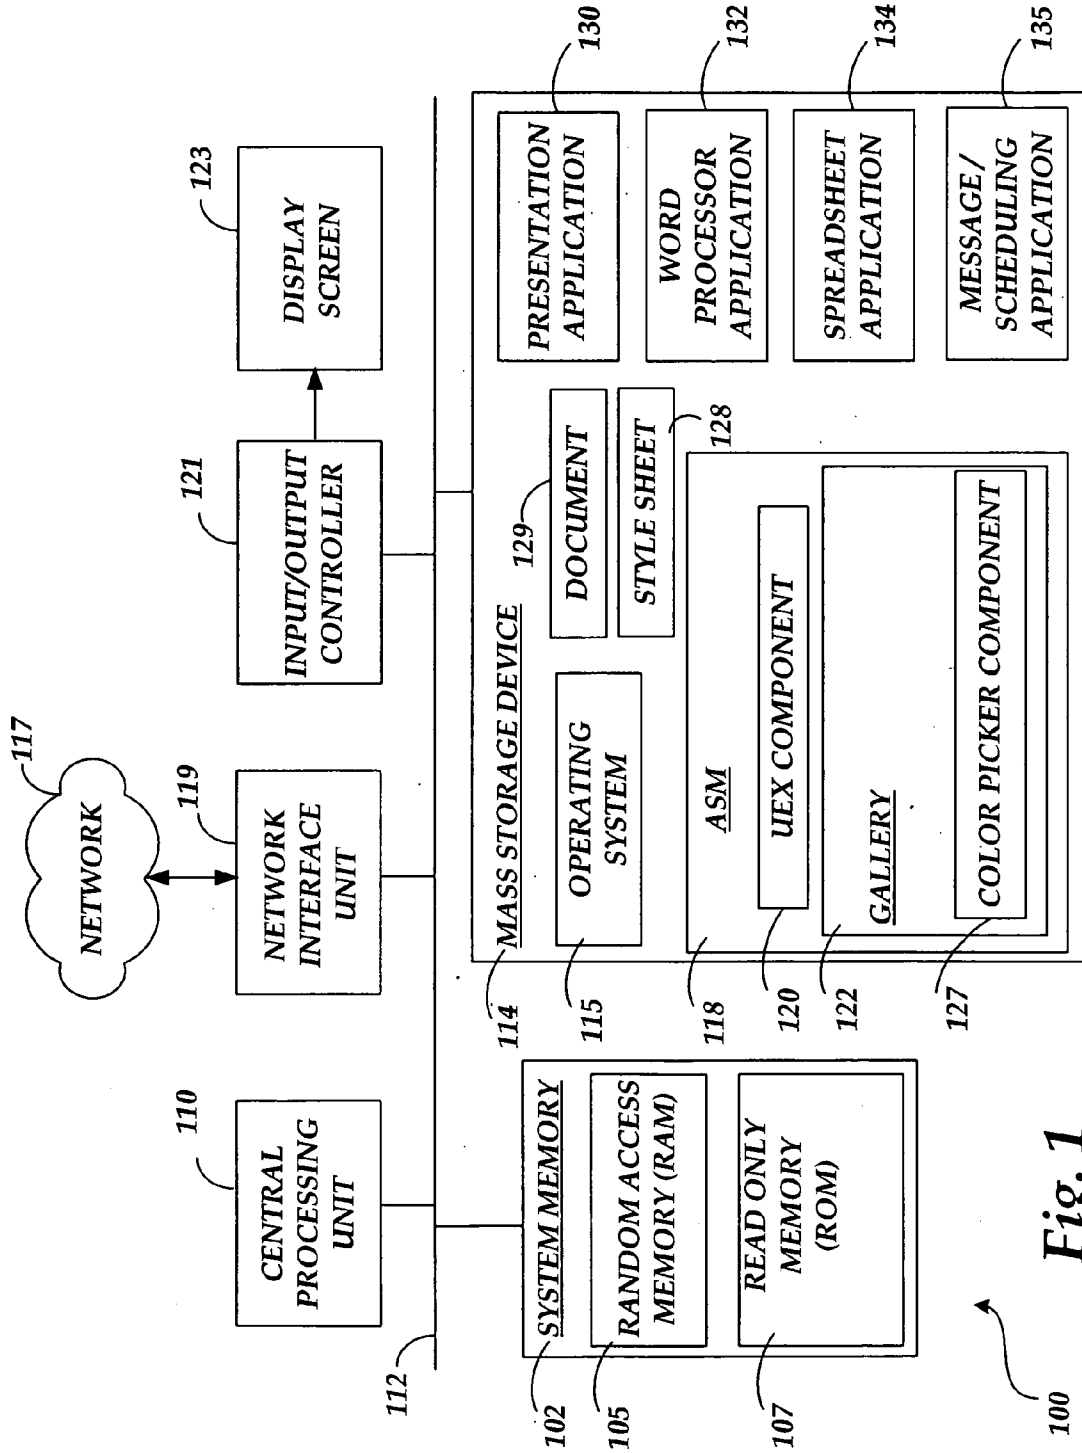 117
NETWORK
110
CENTRAL
PROCESSING
UNIT
119
NETWORK
INTERFACE
UNIT
121
INPUT/OUTPUT
CONTROLLER
123
DISPLAY
SCREEN
112
102
SYSTEM MEMORY
105
RANDOM ACCESS
MEMORY (RAM)
107
READ ONLY
MEMORY
(ROM)
114
MASS STORAGE DEVICE
115
OPERATING
SYSTEM
129
DOCUMENT
STYLE SHEET
128
118
ASM
120
UEX COMPONENT
122
GALLERY
127
COLOR PICKER COMPONENT
PRESENTATION
APPLICATION
130
WORD
PROCESSOR
APPLICATION
132
SPREADSHEET
APPLICATION
134
MESSAGE/
SCHEDULING
APPLICATION
135
100
Fig. 1